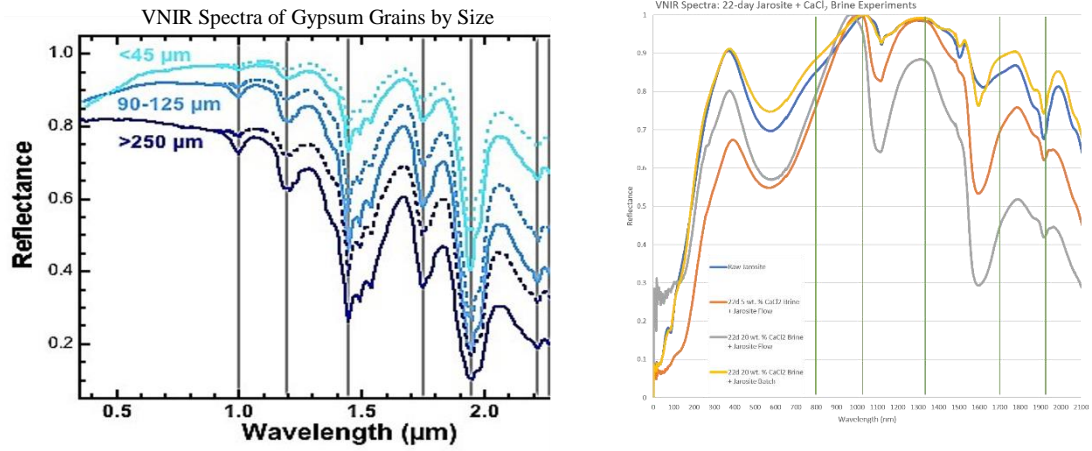 VNIR Spectra of Gypsum Grains by Size
1.0
0.8
0.6
0.4
0.2
Reflectance
<45 µm
90-125 µm
>250 µm
0.5
1.0
1.5
2.0
Wavelength (µm)
VNIR Spectra: 22-day Jarosite + CaCl₂ Brine Experiments
1
0.9
0.8
0.7
0.6
0.5
0.4
0.3
0.2
0.1
0
Reflectance
Raw Jarosite
22d 5 wt. % CaCl2 Brine
+ Jarosite Flow
22d 20 wt. % CaCl2 Brine
+ Jarosite Flow
22d 20 wt. % CaCl2 Brine
+ Jarosite Batch
0 100 200 300 400 500 600 700 800 900 1000 1100 1200 1300 1400 1500 1600 1700 1800 1900 2000 2100
Wavelength (nm)